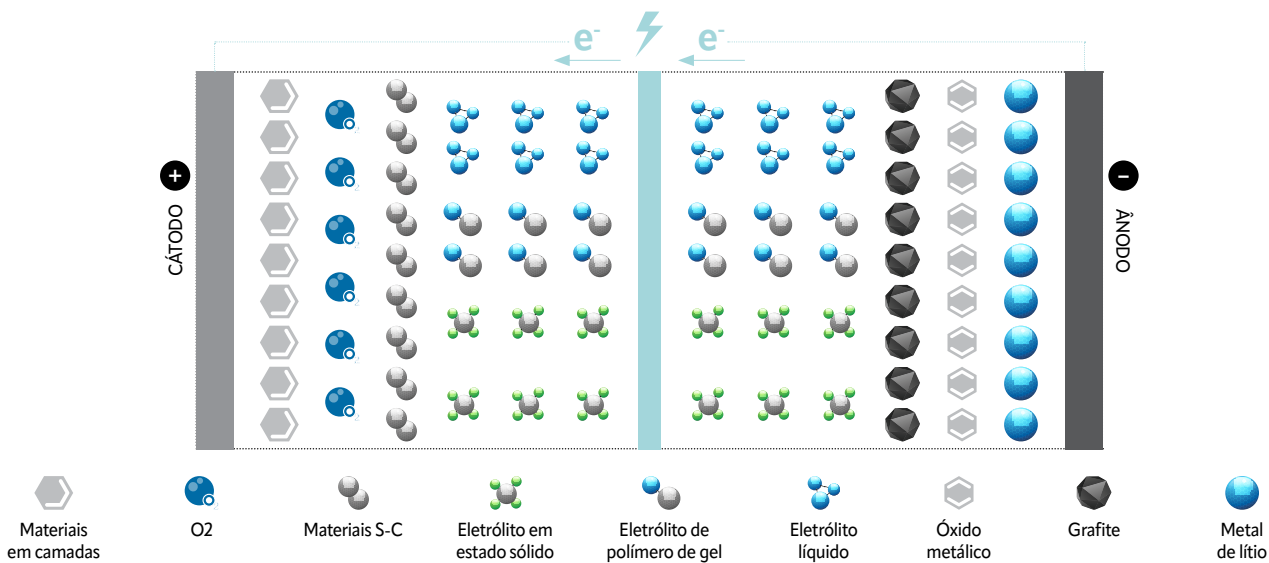 e-
e-
+
CÁTODO
–
ÂNODO
Materiais
em camadas
O2
Materiais S-C
Eletrólito em
estado sólido
Eletrólito de
polímero de gel
Eletrólito
líquido
Óxido
metálico
Grafite
Metal
de lítio